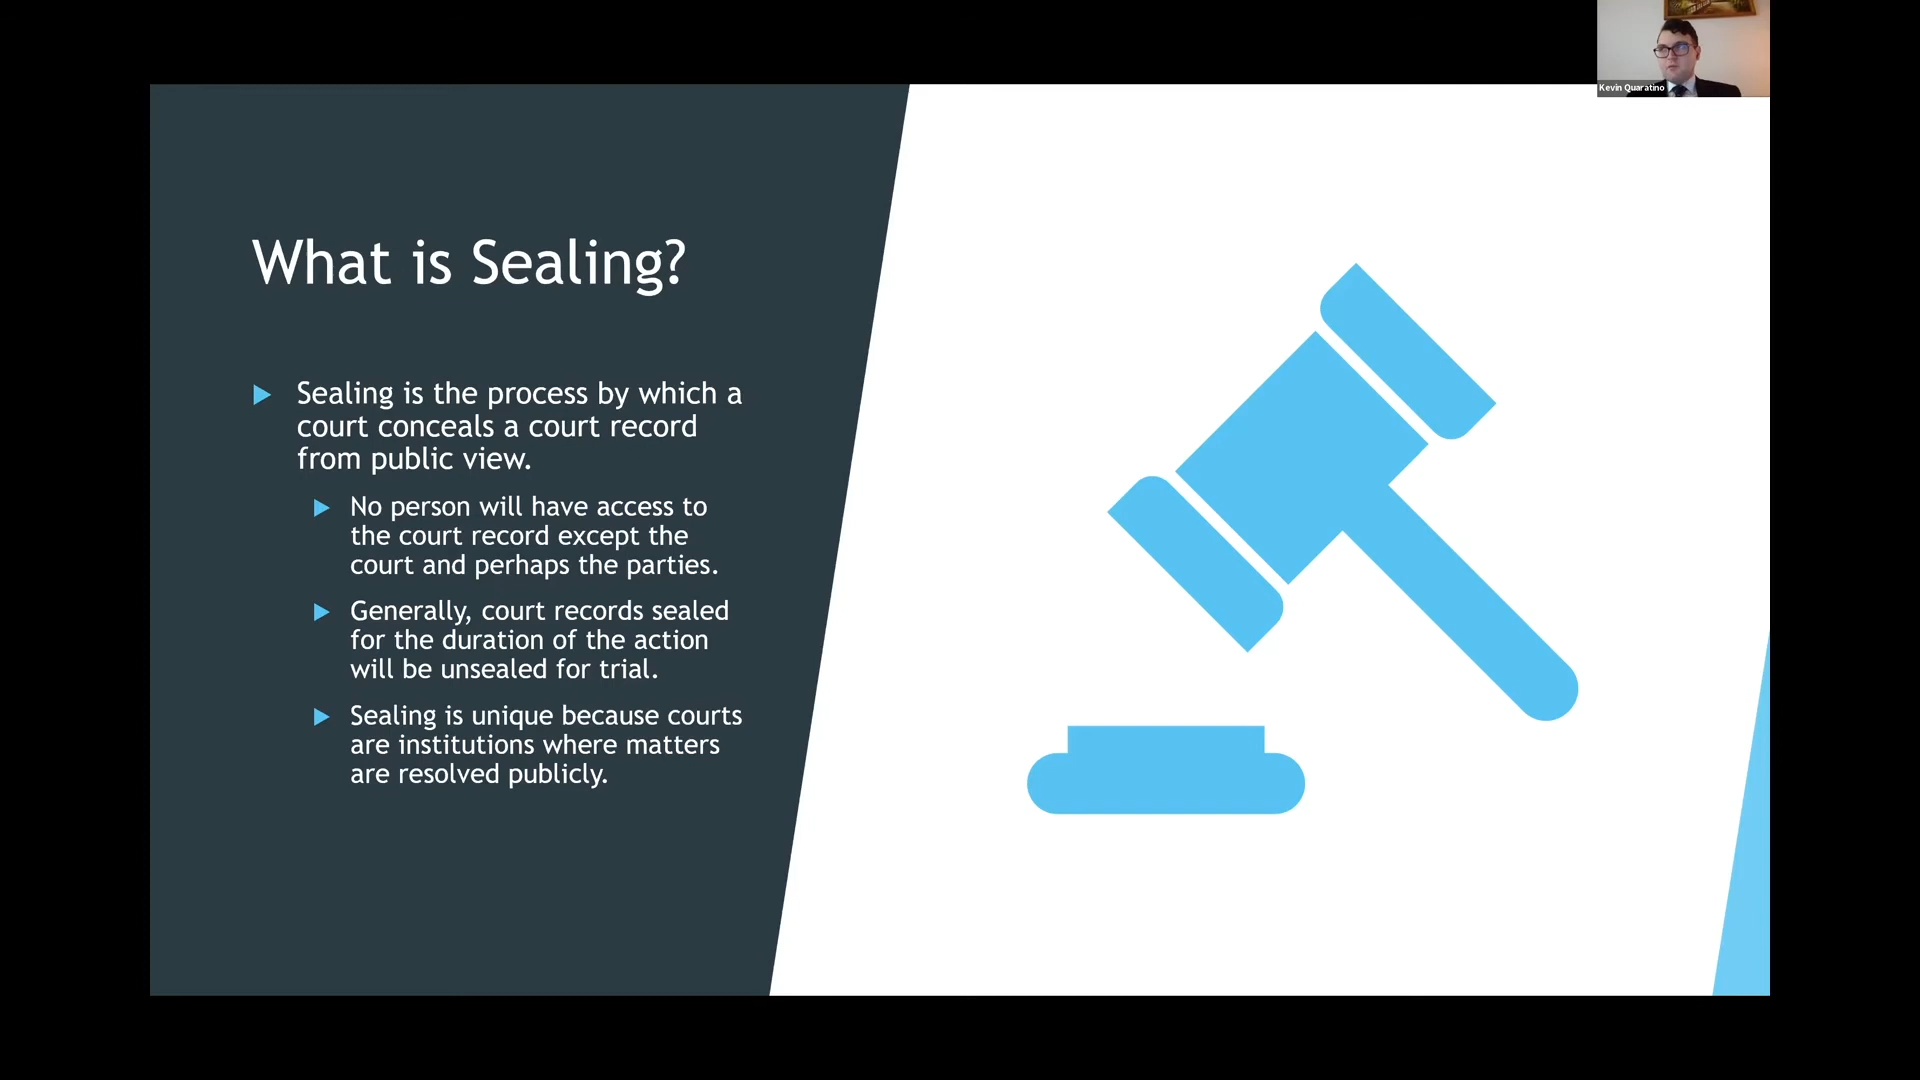 Kevin Quaratino
What is Sealing?
Sealing is the process by which a
court conceals a court record
from public view.
No person will have access to
the court record except the
court and perhaps the parties.
Generally, court records sealed
for the duration of the action
will be unsealed for trial.
Sealing is unique because courts
are institutions where matters
are resolved publicly.